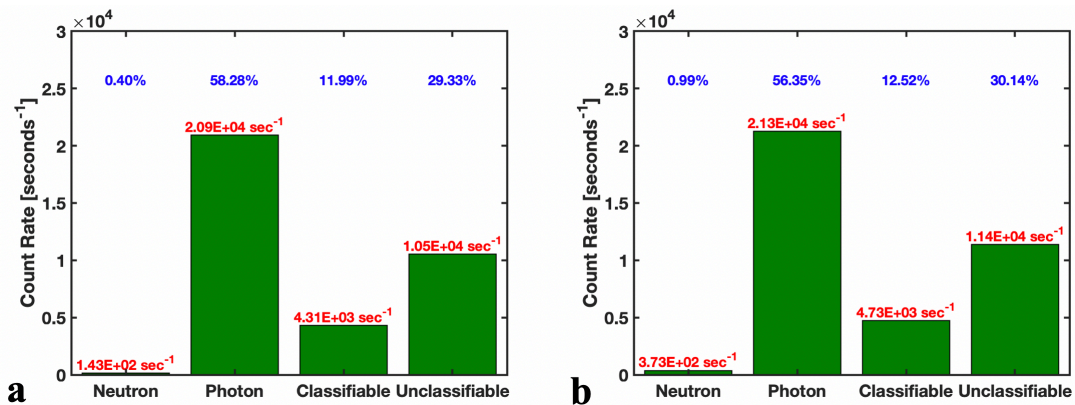 ×10⁴
3
2.5
2
1.5
1
0.5
0
Count Rate [seconds⁻¹]
0.40% 58.28% 11.99% 29.33%
2.09E+04 sec⁻¹
1.05E+04 sec⁻¹
4.31E+03 sec⁻¹
1.43E+02 sec⁻¹
Neutron Photon Classifiable Unclassifiable
a
×10⁴
3
2.5
2
1.5
1
0.5
0
Count Rate [seconds⁻¹]
0.99% 56.35% 12.52% 30.14%
2.13E+04 sec⁻¹
1.14E+04 sec⁻¹
4.73E+03 sec⁻¹
3.73E+02 sec⁻¹
Neutron Photon Classifiable Unclassifiable
b